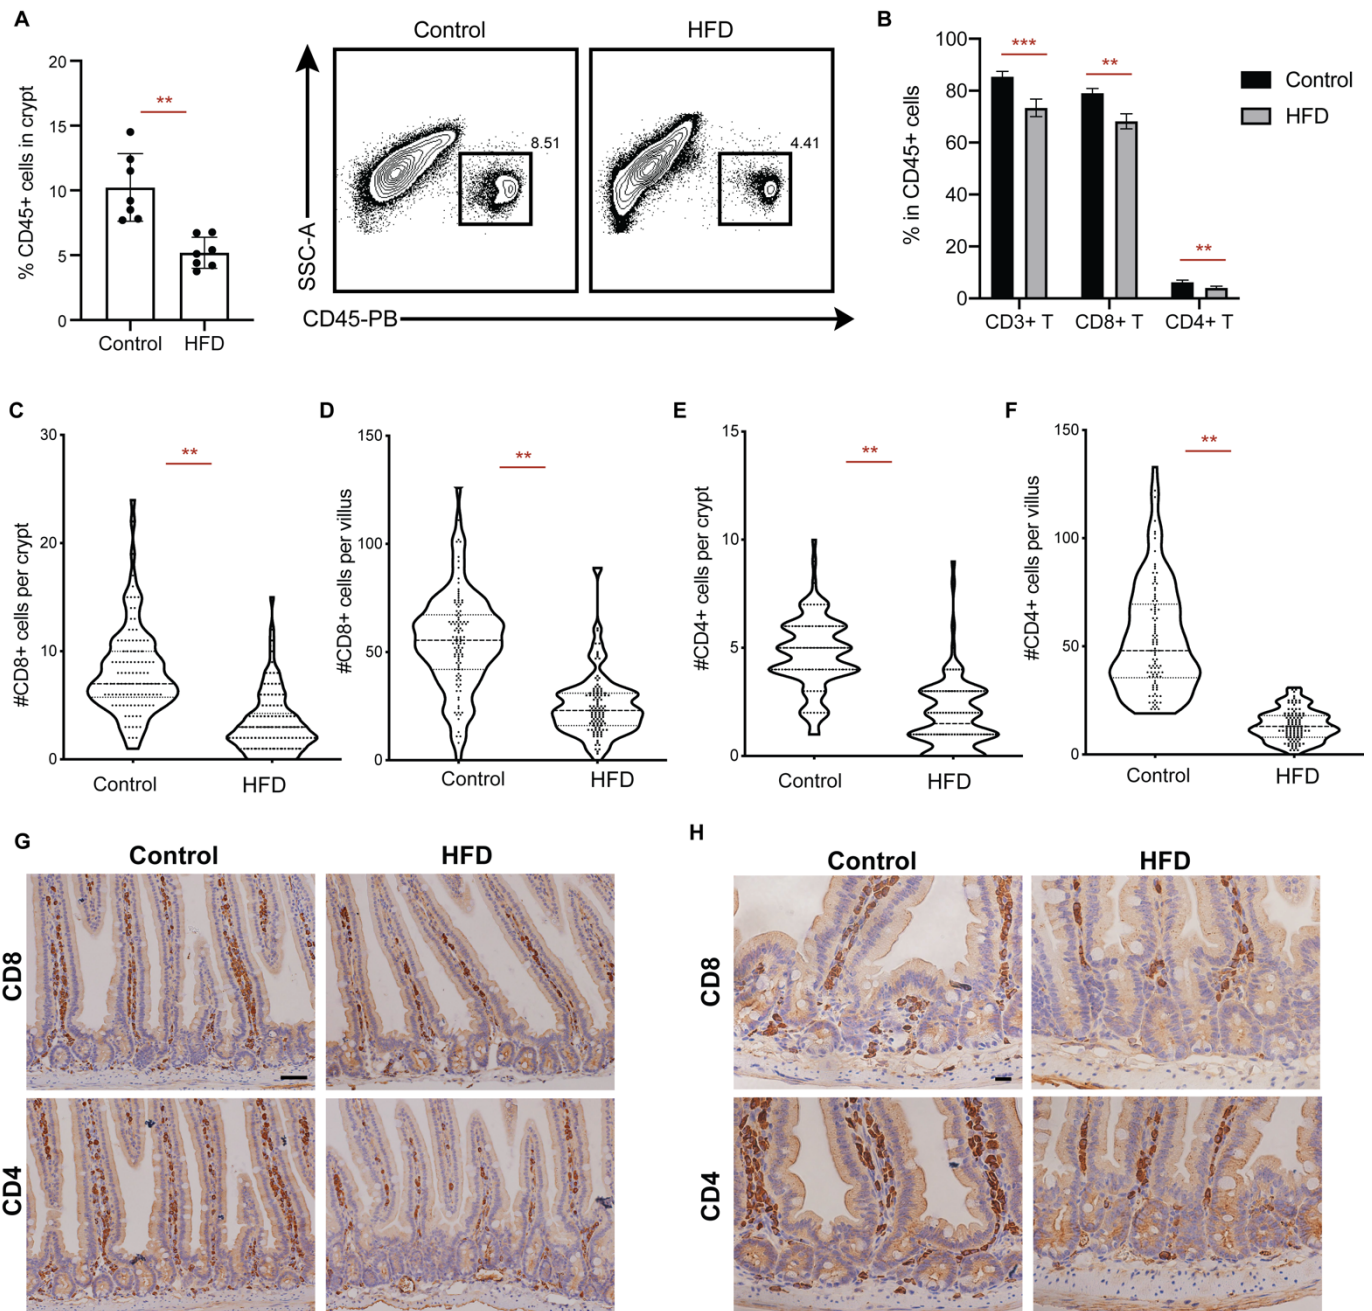 A
% CD45+ cells in crypt
20
15
10
5
0
**
Control
HFD
Control
HFD
8.51
4.41
SSC-A
CD45-PB
B
% in CD45+ cells
100
80
60
40
20
0
***
**
**
CD3+ T
CD8+ T
CD4+ T
Control
HFD
C
#CD8+ cells per crypt
30
20
10
0
**
Control
HFD
D
#CD8+ cells per villus
150
100
50
0
**
Control
HFD
E
#CD4+ cells per crypt
15
10
5
0
**
Control
HFD
F
#CD4+ cells per villus
150
100
50
0
**
Control
HFD
G
Control
HFD
CD8
CD4
H
Control
HFD
CD8
CD4